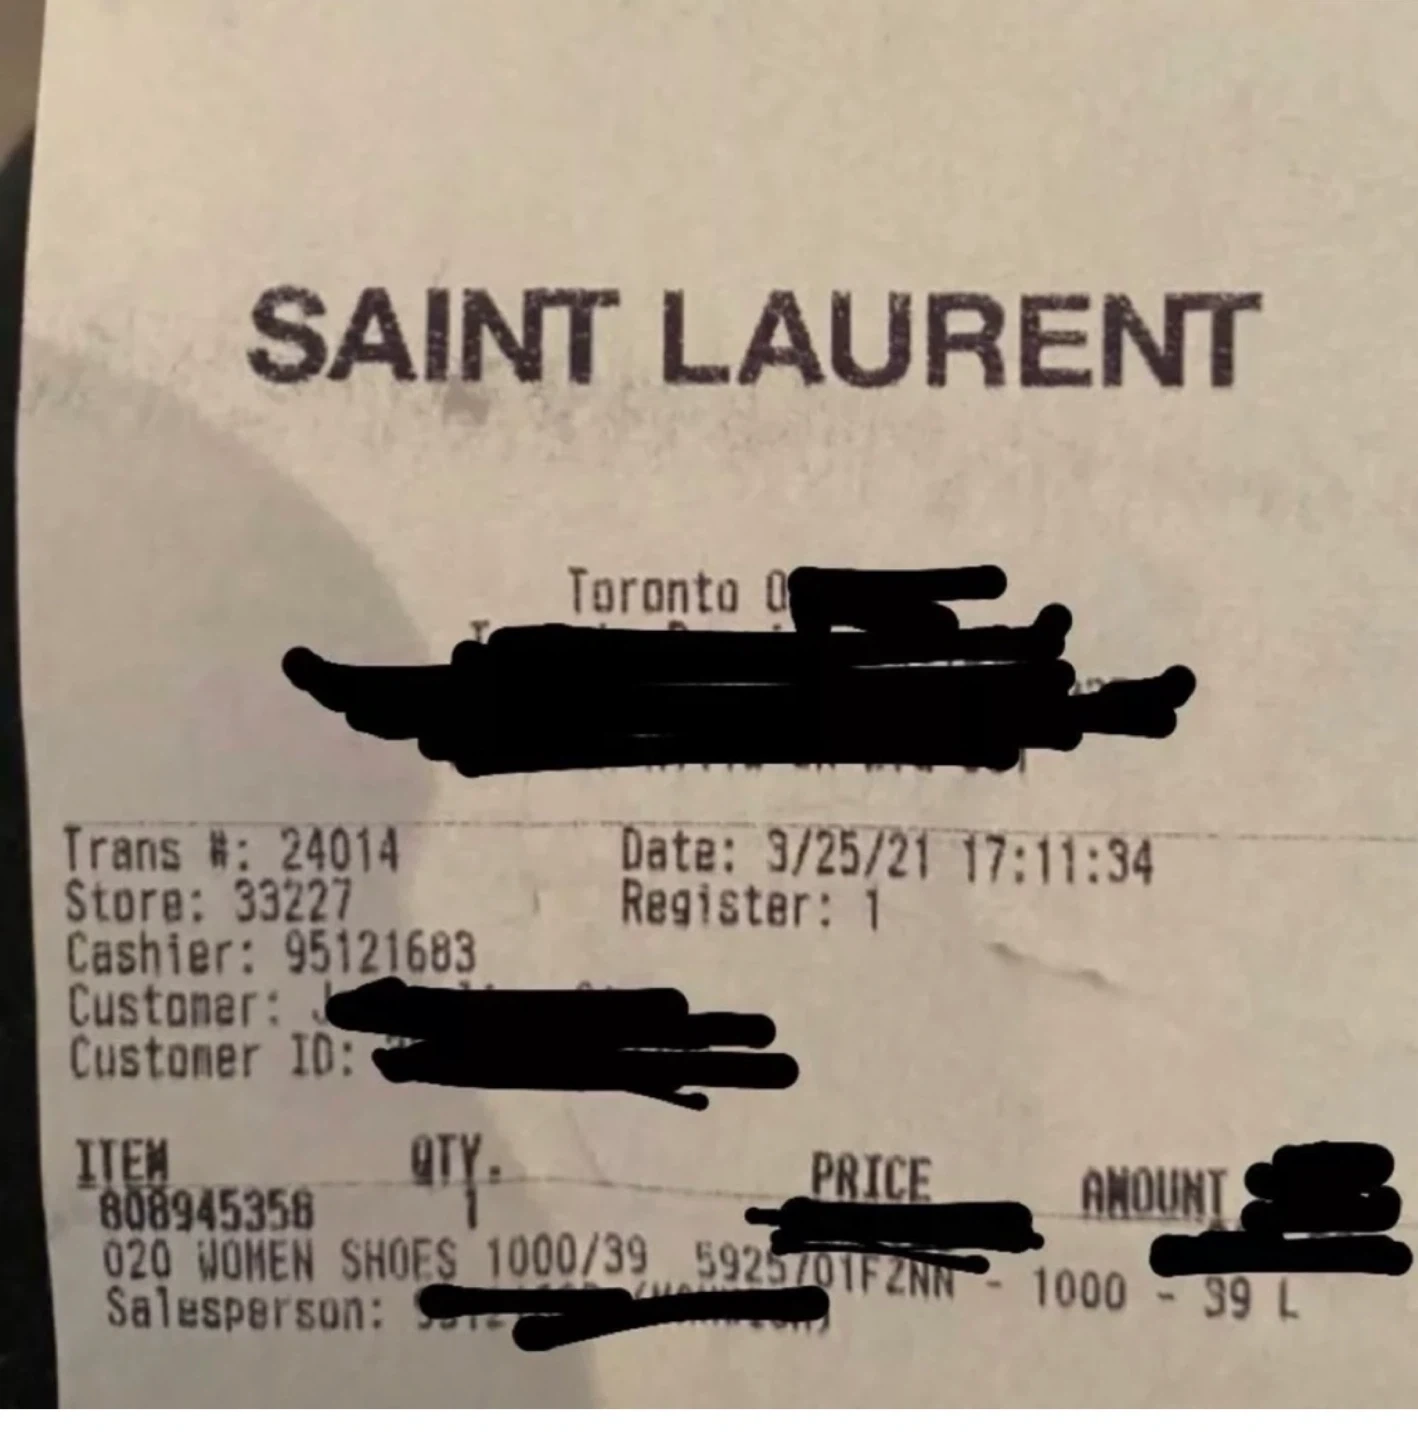 SAINT LAURENT
Toronto
Trans #: 24014 Date: 3/25/21 17:11:34
Store: 33227 Register: 1
Cashier: 95121683
Customer:
Customer ID:
ITEM QTY. PRICE AMOUNT
808945358 1
020 WOMEN SHOES 1000/39 5925701FZNN - 1000 - 39 L
Salesperson: